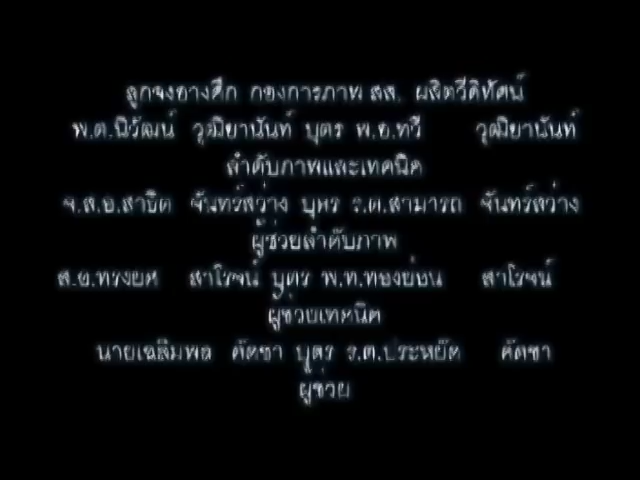 ลูกจงอางศึก กองการภาพ สส. ผลิตวีดิทัศน์
พ.ต.นิวัฒน์ วุฒิยานันท์ บุตร พ.อ.ทวี วุฒิยานันท์
ลำดับภาพและเทคนิค
จ.ส.อ.สาธิต จันทร์สว่าง บุตร ร.ต.สามารถ จันทร์สว่าง
ผู้ช่วยลำดับภาพ
ส.อ.ทรงยศ สาโรจน์ บุตร พ.ท.ทองย้อน สาโรจน์
ผู้ช่วยเทคนิค
นายเฉลิมพล คัตชา บุตร ร.ต.ประหยัด คัตชา
ผู้ช่วย